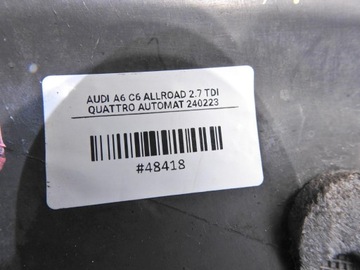 AUDI A6 C6 ALLROAD 2.7 TDI
QUATTRO AUTOMAT 240223
#48418